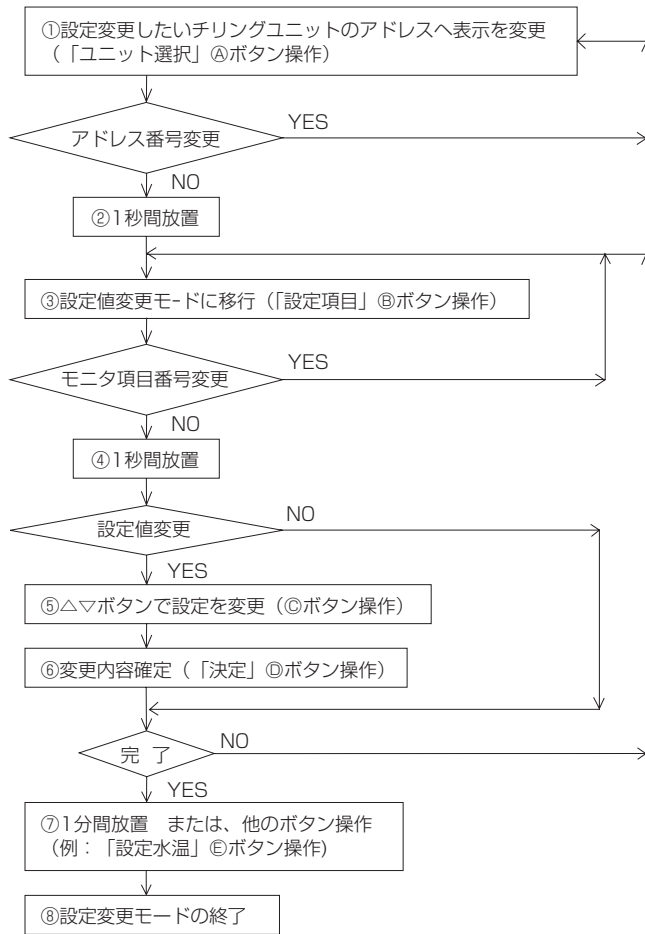 ①設定変更したいチリングユニットのアドレスへ表示を変更
（「ユニット選択」Ⓐボタン操作）
アドレス番号変更
YES
NO
②1秒間放置
③設定値変更モｰドに移行（「設定項目」Ⓑボタン操作）
モニタ項目番号変更
YES
NO
④1秒間放置
設定値変更
NO
YES
⑤△▽ボタンで設定を変更（Ⓒボタン操作）
⑥変更内容確定（「決定」Ⓓボタン操作）
完 了
NO
YES
⑦1分間放置　または、他のボタン操作
（例：「設定水温」Ⓔボタン操作)
⑧設定変更モードの終了